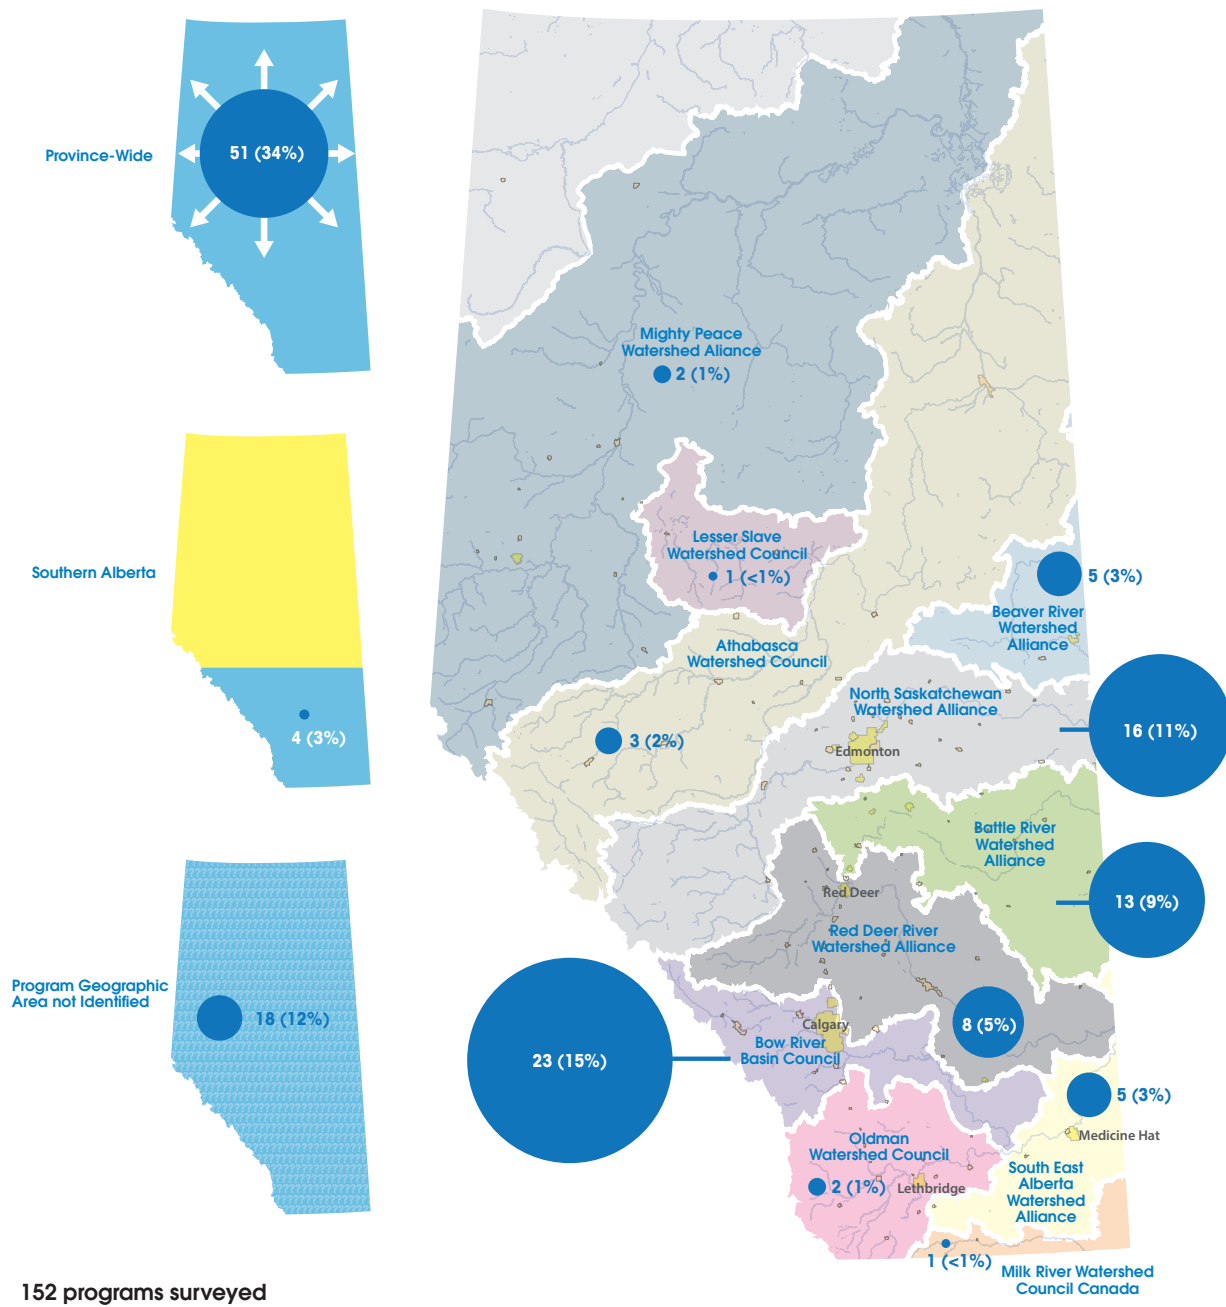 Province-Wide
51 (34%)
Southern Alberta
4 (3%)
Program Geographic
Area not Identified
18 (12%)
152 programs surveyed
Mighty Peace
Watershed Aliance
2 (1%)
Lesser Slave
Watershed Council
1 (<1%)
5 (3%)
Beaver River
Watershed
Alliance
Athabasca
Watershed Council
3 (2%)
North Saskatchewan
Watershed Alliance
Edmonton
16 (11%)
Battle River
Watershed
Alliance
13 (9%)
Red Deer
Red Deer River
Watershed Alliance
8 (5%)
23 (15%)
Calgary
Bow River
Basin Council
5 (3%)
Medicine Hat
South East
Alberta
Watershed
Alliance
Oldman
Watershed Council
2 (1%)
Lethbridge
1 (<1%)
Milk River Watershed
Council Canada